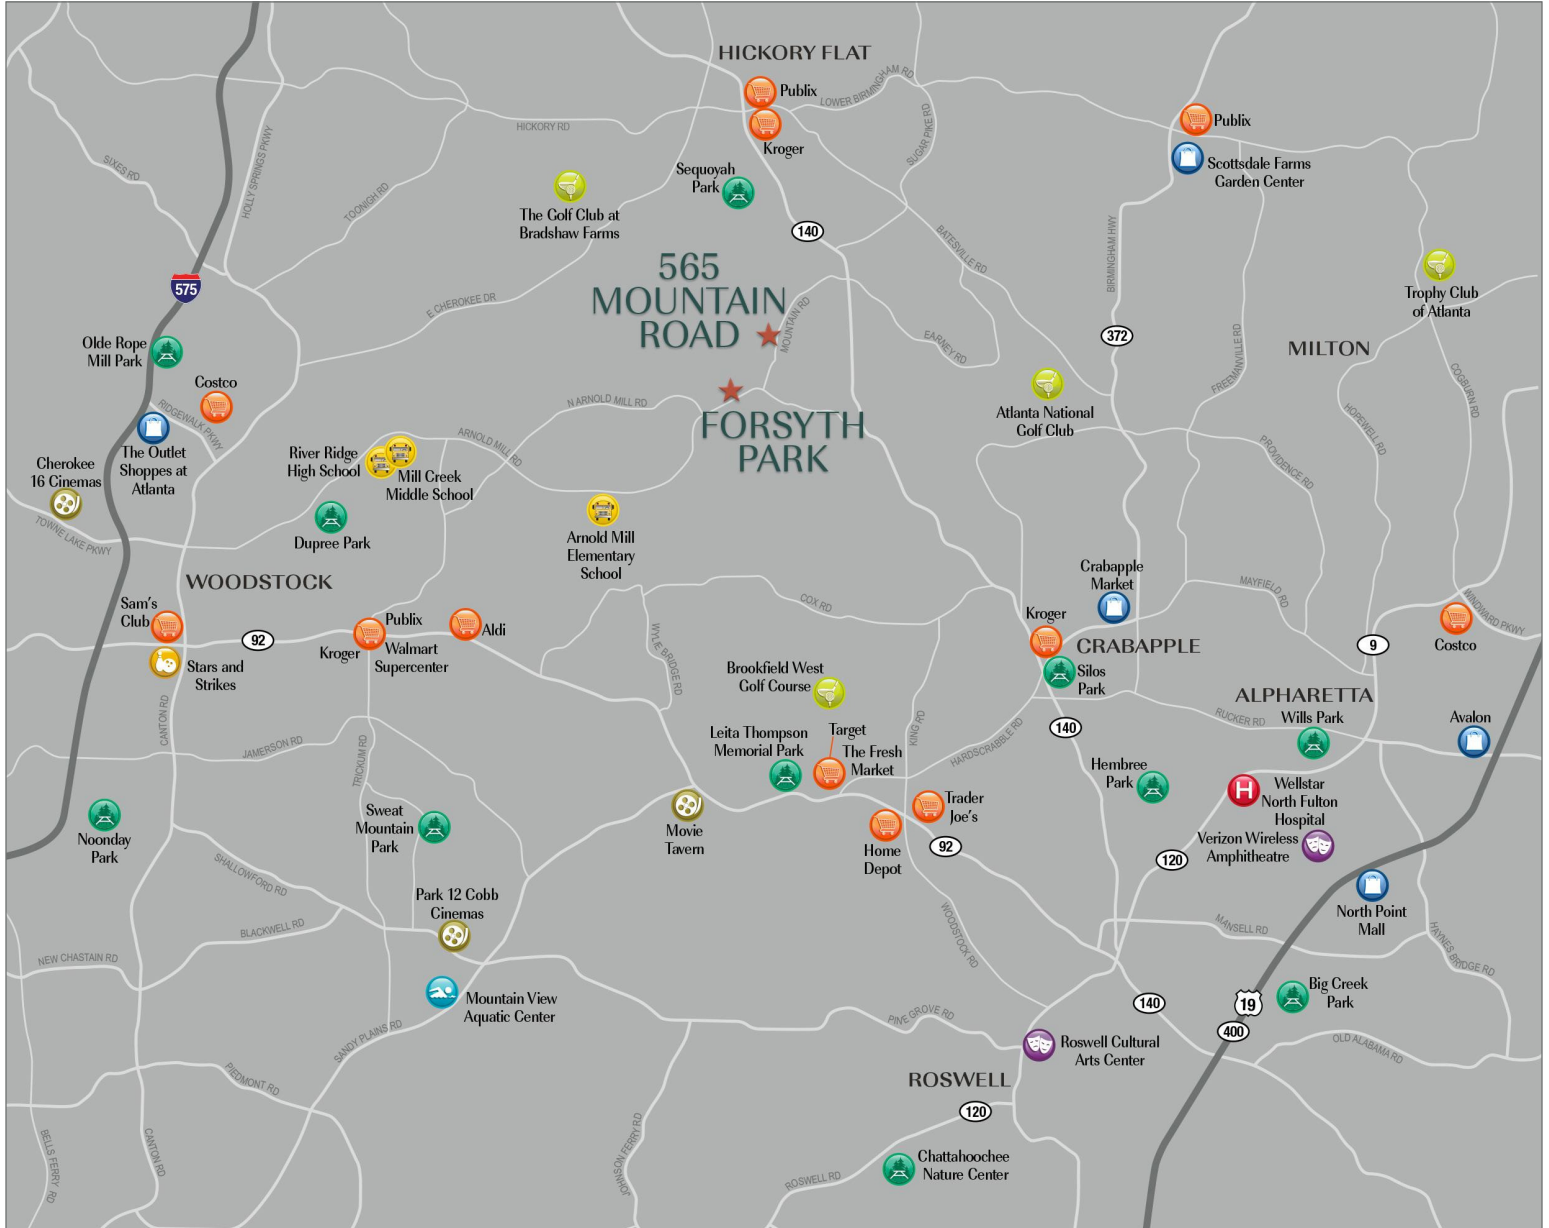 HICKORY FLAT
Publix
LOWER BIRMINGHAM RD
Kroger
HICKORY RD
SUGAR PIKE RD
Publix
Scottsdale Farms
Garden Center
SIXES RD
HOLLY SPRINGS PKWY
TOONIGH RD
The Golf Club at
Bradshaw Farms
Sequoyah
Park
140
BATESVILLE RD
BIRMINGHAM HWY
575
E CHEROKEE DR
565
MOUNTAIN
ROAD
MOUNTAIN RD
EARNEY RD
372
FREEMANVILLE RD
MILTON
Trophy Club
of Atlanta
COGBURN RD
Olde Rope
Mill Park
Costco
RIDGEWALK PKWY
The Outlet
Shoppes at
Atlanta
Cherokee
16 Cinemas
TOWNE LAKE PKWY
N ARNOLD MILL RD
FORSYTH
PARK
Atlanta National
Golf Club
HOPEWELL RD
PROVIDENCE RD
River Ridge
High School
Mill Creek
Middle School
ARNOLD MILL RD
Dupree Park
Arnold Mill
Elementary
School
WOODSTOCK
Sam's
Club
92
Stars and
Strikes
Publix
Kroger
Walmart
Supercenter
Aldi
COX RD
WYLIE BRIDGE RD
Crabapple
Market
Kroger
CRABAPPLE
Silos
Park
MAYFIELD RD
9
WINDWARD PKWY
Costco
CANTON RD
JAMERSON RD
TRICKUM RD
Brookfield West
Golf Course
Leita Thompson
Memorial Park
Target
The Fresh
Market
KING RD
HARDSCRABBLE RD
140
ALPHARETTA
RUCKER RD
Wills Park
Avalon
Hembree
Park
Wellstar
North Fulton
Hospital
H
Verizon Wireless
Amphitheatre
Noonday
Park
Sweat
Mountain
Park
Movie
Tavern
Trader
Joe's
Home
Depot
92
120
North Point
Mall
SHALLOWFORD RD
Park 12 Cobb
Cinemas
BLACKWELL RD
NEW CHASTAIN RD
WOODSTOCK RD
MANSELL RD
HAYNES BRIDGE RD
Mountain View
Aquatic Center
SANDY PLAINS RD
PINE GROVE RD
140
19
400
Big Creek
Park
OLD ALABAMA RD
Roswell Cultural
Arts Center
ROSWELL
120
PIEDMONT RD
BELLS FERRY RD
CANTON RD
JOHNSON FERRY RD
ROSWELL RD
Chattahoochee
Nature Center